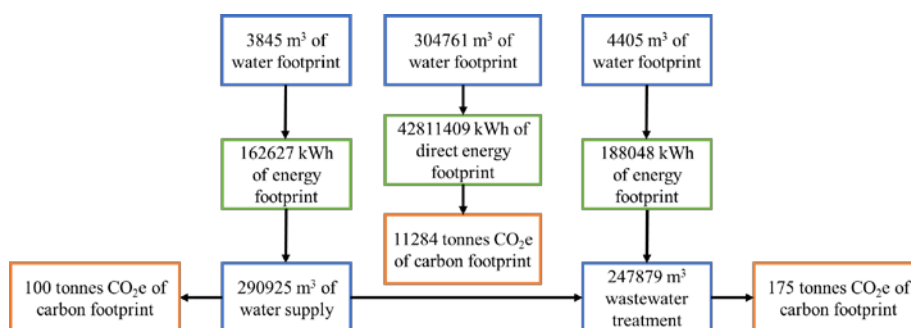 3845 m³ of
water footprint
304761 m³ of
water footprint
4405 m³ of
water footprint
162627 kWh
of energy
footprint
42811409 kWh of
direct energy
footprint
188048 kWh
of energy
footprint
11284 tonnes CO₂e
of carbon footprint
100 tonnes CO₂e of
carbon footprint
290925 m³ of
water supply
247879 m³
wastewater
treatment
175 tonnes CO₂e of
carbon footprint